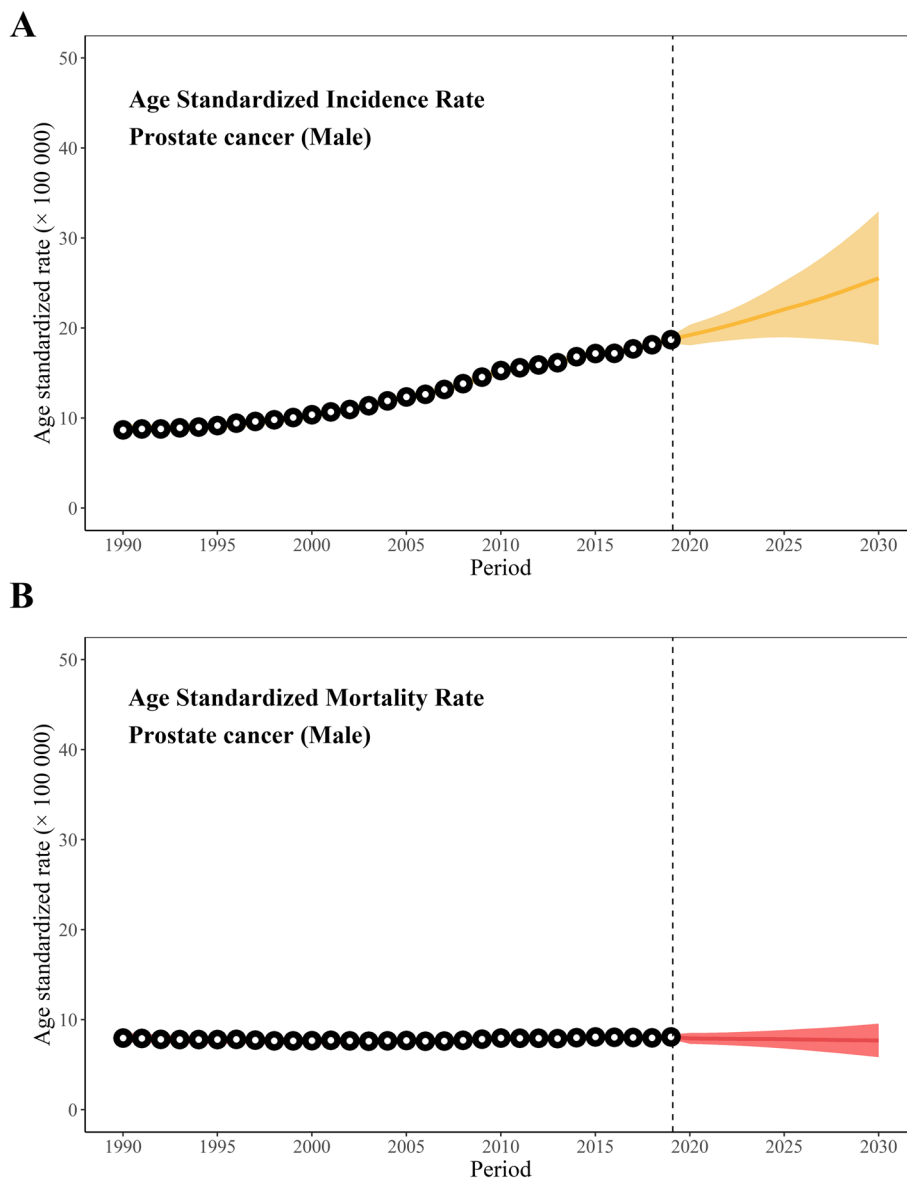 A
Age Standardized Incidence Rate
Prostate cancer (Male)
Age standardized rate (× 100 000)
50
40
30
20
10
0
1990 1995 2000 2005 2010 2015 2020 2025 2030
Period
B
Age Standardized Mortality Rate
Prostate cancer (Male)
Age standardized rate (× 100 000)
50
40
30
20
10
0
1990 1995 2000 2005 2010 2015 2020 2025 2030
Period